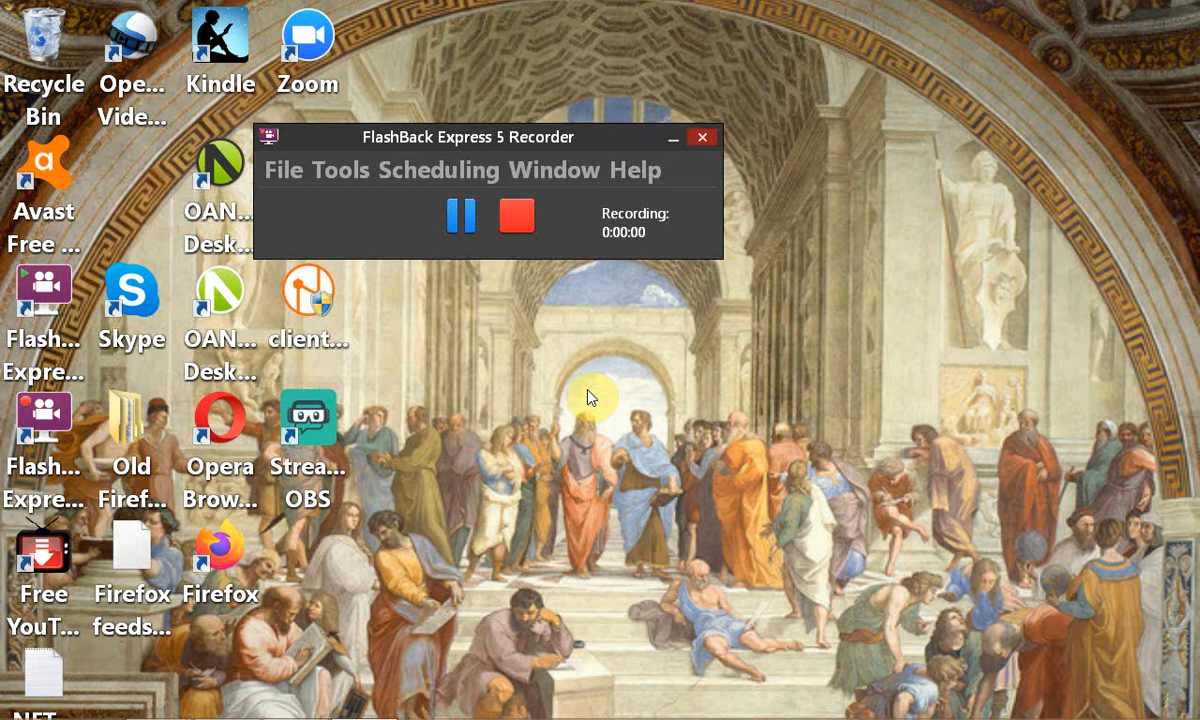 Recycle
Bin
Ope...
Vide...
Kindle
Zoom
FlashBack Express 5 Recorder
File Tools Scheduling Window Help
Recording:
0:00:00
Avast
Free ...
OAN...
Desk...
Flash...
Expre...
Skype
OAN...
Desk...
client...
Flash...
Expre...
Old
Firef...
Opera
Brow...
Strea...
OBS
Free
YouT...
Firefox
feeds...
Firefox